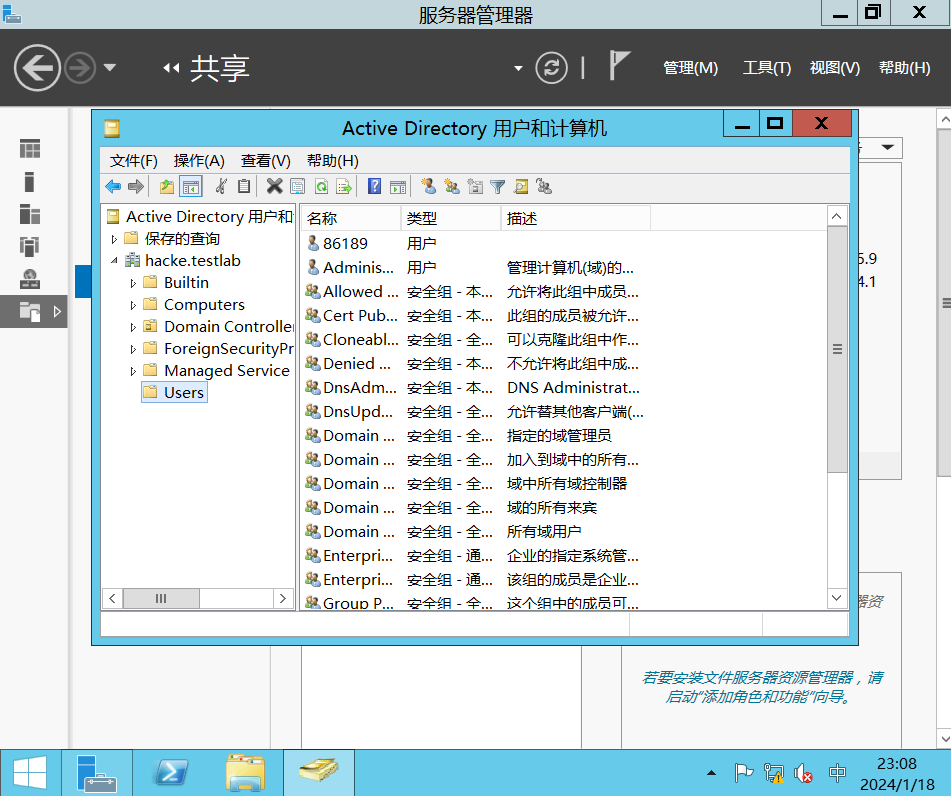 服务器管理器
共享
管理(M) 工具(T) 视图(V) 帮助(H)
Active Directory 用户和计算机
文件(F) 操作(A) 查看(V) 帮助(H)
Active Directory 用户和
保存的查询
hacke.testlab
Builtin
Computers
Domain Controller
ForeignSecurityPr
Managed Service
Users
名称 类型 描述
86189 用户
Adminis... 用户 管理计算机(域)的...
Allowed ... 安全组 - 本... 允许将此组中成员...
Cert Pub... 安全组 - 本... 此组的成员被允许...
Cloneabl... 安全组 - 全... 可以克隆此组中作...
Denied ... 安全组 - 本... 不允许将此组中成...
DnsAdm... 安全组 - 本... DNS Administrat...
DnsUpd... 安全组 - 全... 允许替其他客户端(...
Domain ... 安全组 - 全... 指定的域管理员
Domain ... 安全组 - 全... 加入到域中的所有...
Domain ... 安全组 - 全... 域中所有域控制器
Domain ... 安全组 - 全... 域的所有来宾
Domain ... 安全组 - 全... 所有域用户
Enterpri... 安全组 - 通... 企业的指定系统管...
Enterpri... 安全组 - 通... 该组的成员是企业...
Group P... 安全组 - 全... 这个组中的成员可...
5.9
4.1
器资
若要安装文件服务器资源管理器，请
启动“添加角色和功能”向导。
中
23:08
2024/1/18